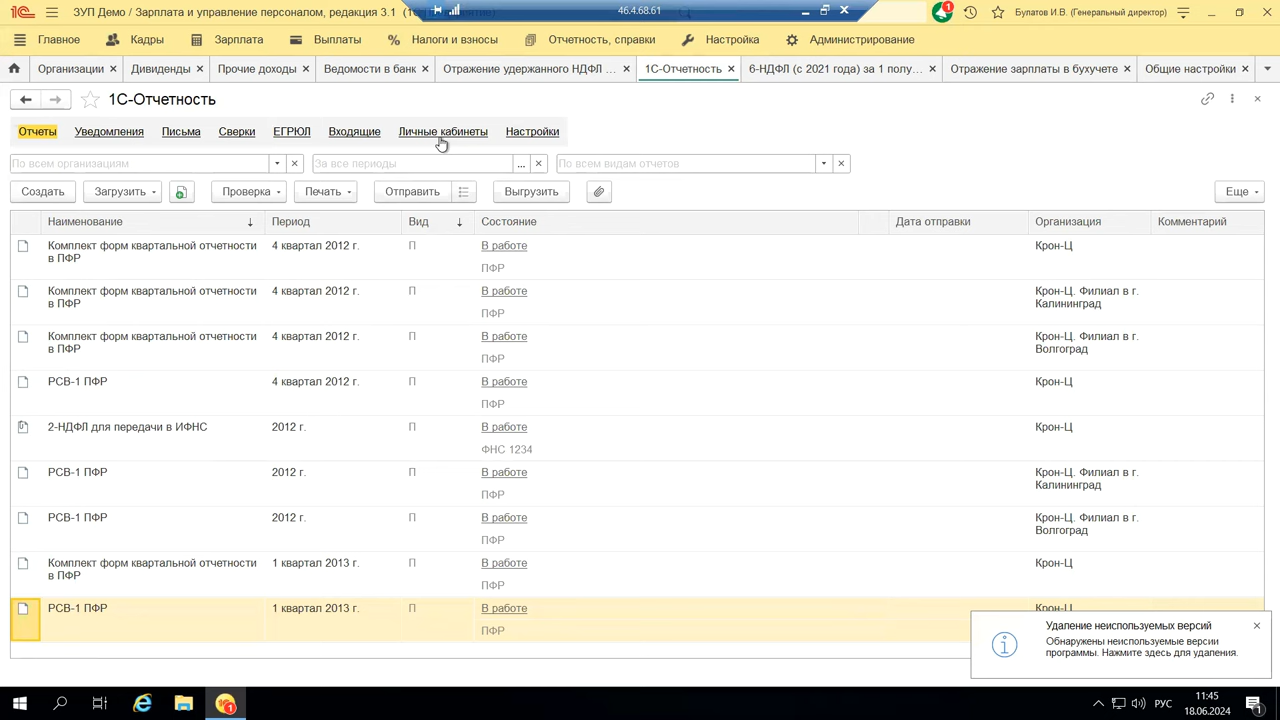 ЗУП Демо / Зарплата и управление персоналом, редакция 3.1 (1С
46.4.68.61
1
Булатов И.В. (Генеральный директор)
Главное Кадры Зарплата Выплаты Налоги и взносы Отчетность, справки Настройка Администрирование
Организации Дивиденды Прочие доходы Ведомости в банк Отражение удержанного НДФЛ ... 1С-Отчетность 6-НДФЛ (с 2021 года) за 1 полу... Отражение зарплаты в бухучете Общие настройки
1С-Отчетность
Отчеты Уведомления Письма Сверки ЕГРЮЛ Входящие Личные кабинеты Настройки
По всем организациям За все периоды ... По всем видам отчетов
Создать Загрузить Проверка Печать Отправить Выгрузить Еще
Наименование Период Вид Состояние Дата отправки Организация Комментарий
Комплект форм квартальной отчетности 4 квартал 2012 г. П В работе Крон-Ц
в ПФР
ПФР
Комплект форм квартальной отчетности 4 квартал 2012 г. П В работе Крон-Ц. Филиал в г.
в ПФР Калининград
ПФР
Комплект форм квартальной отчетности 4 квартал 2012 г. П В работе Крон-Ц. Филиал в г.
в ПФР Волгоград
ПФР
РСВ-1 ПФР 4 квартал 2012 г. П В работе Крон-Ц
ПФР
2-НДФЛ для передачи в ИФНС 2012 г. П В работе Крон-Ц
ФНС 1234
РСВ-1 ПФР 2012 г. П В работе Крон-Ц. Филиал в г.
Калининград
ПФР
РСВ-1 ПФР 2012 г. П В работе Крон-Ц. Филиал в г.
Волгоград
ПФР
Комплект форм квартальной отчетности 1 квартал 2013 г. П В работе Крон-Ц
в ПФР
ПФР
РСВ-1 ПФР 1 квартал 2013 г. П В работе Крон-Ц
ПФР
Удаление неиспользуемых версий
Обнаружены неиспользуемые версии
программы. Нажмите здесь для удаления.
1
РУС
11:45
18.06.2024
1